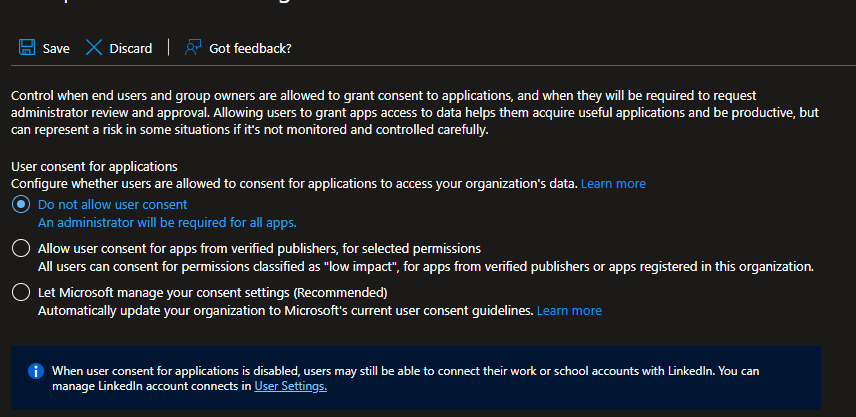 Save Discard Got feedback?
Control when end users and group owners are allowed to grant consent to applications, and when they will be required to request
administrator review and approval. Allowing users to grant apps access to data helps them acquire useful applications and be productive, but
can represent a risk in some situations if it's not monitored and controlled carefully.
User consent for applications
Configure whether users are allowed to consent for applications to access your organization's data. Learn more
Do not allow user consent
An administrator will be required for all apps.
Allow user consent for apps from verified publishers, for selected permissions
All users can consent for permissions classified as "low impact", for apps from verified publishers or apps registered in this organization.
Let Microsoft manage your consent settings (Recommended)
Automatically update your organization to Microsoft's current user consent guidelines. Learn more
When user consent for applications is disabled, users may still be able to connect their work or school accounts with LinkedIn. You can
manage LinkedIn account connects in User Settings.